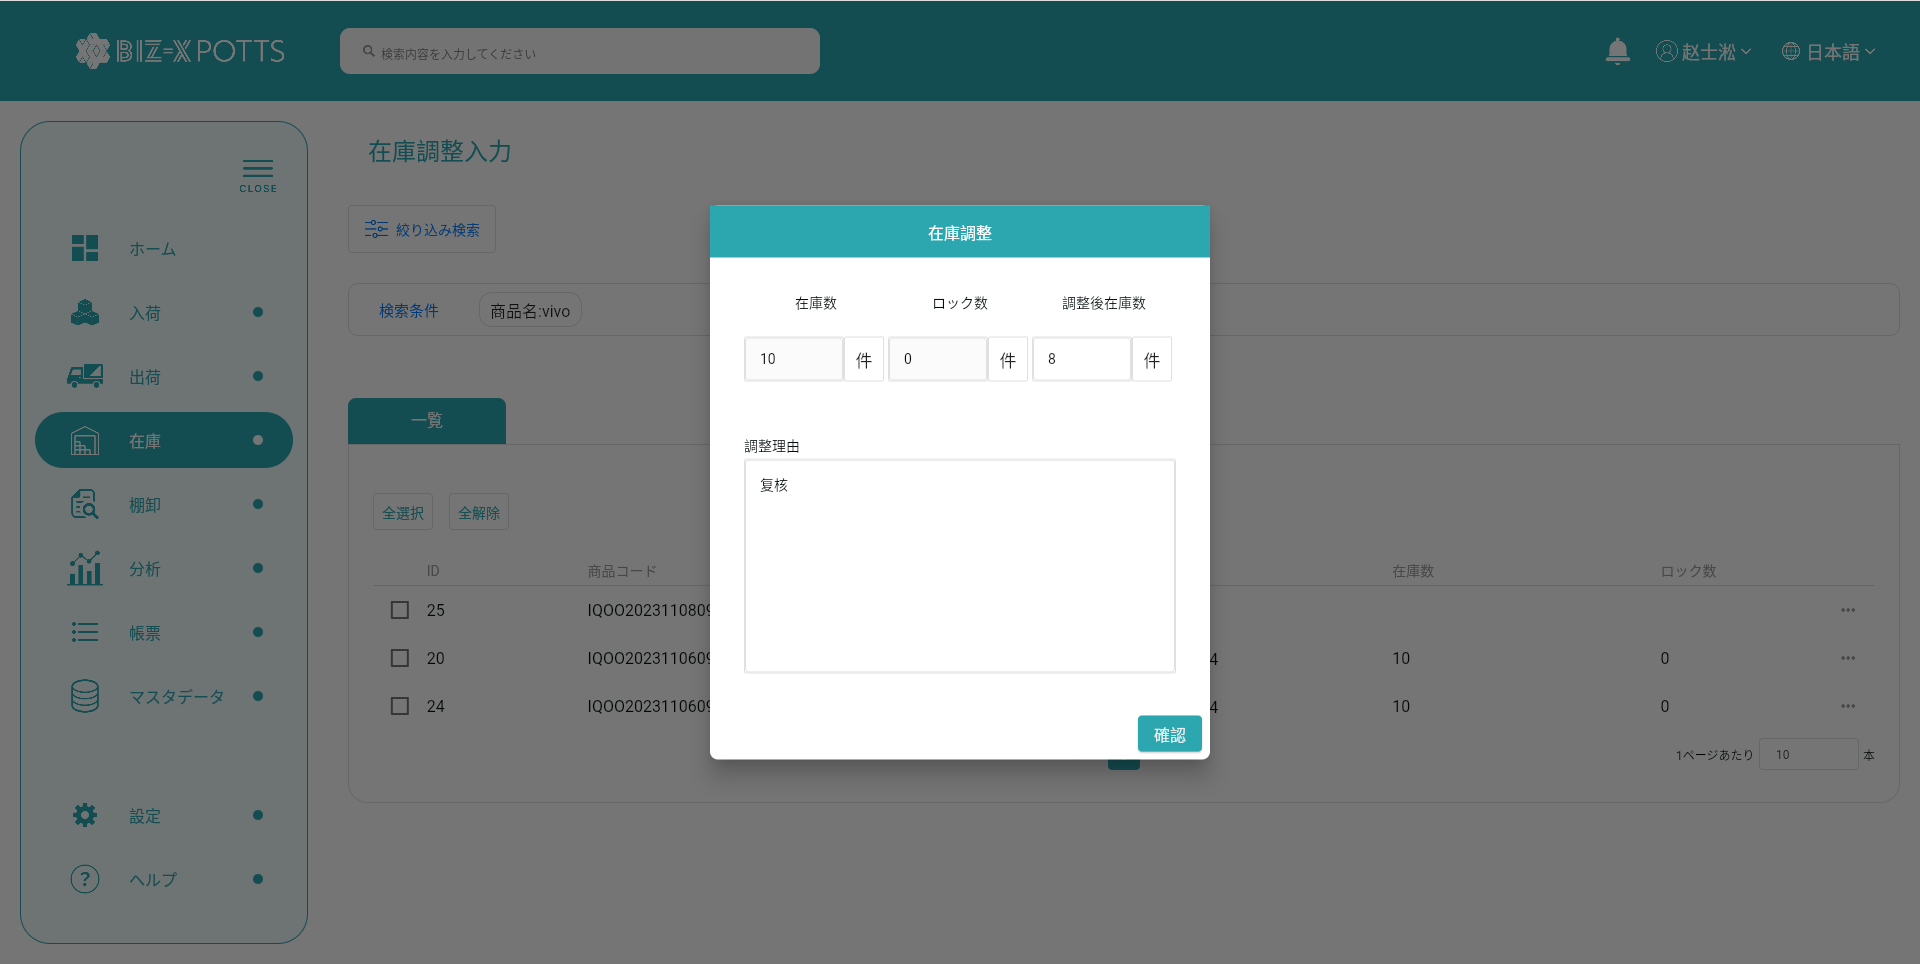 BIZ=X POTTS
検索内容を入力してください
赵士淞
日本語
CLOSE
ホーム
入荷
出荷
在庫
棚卸
分析
帳票
マスタデータ
設定
ヘルプ
在庫調整入力
絞り込み検索
検索条件
商品名:vivo
一覧
全選択
全解除
ID
商品コード
在庫数
ロック数
25
IQOO2023110809
20
IQOO2023110609
4
10
0
24
IQOO2023110609
4
10
0
1ページあたり
10
本
在庫調整
在庫数
ロック数
調整後在庫数
10
件
0
件
8
件
調整理由
复核
確認